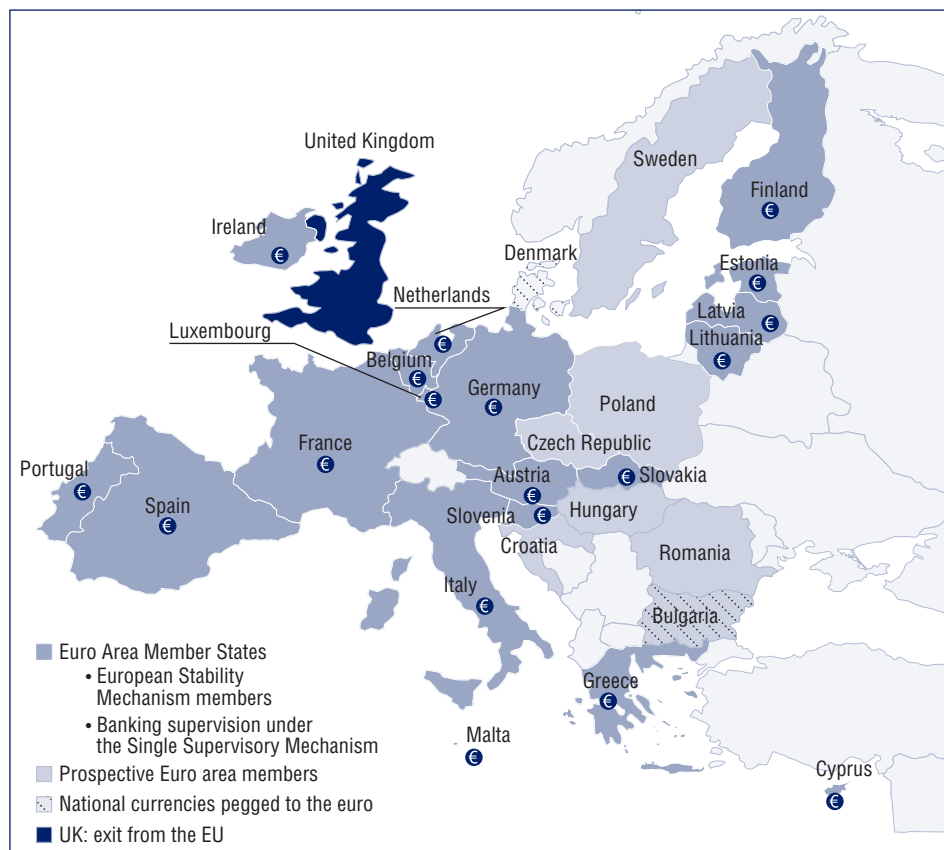 United Kingdom
Sweden
Finland
€
Ireland
€
Denmark
Estonia
€
Netherlands
Latvia
€
Luxembourg
Lithuania
€
€
Belgium
€
€
Germany
€
Poland
Czech Republic
France
€
Portugal
€
Austria
€
€
Slovakia
Spain
€
Slovenia
€
Hungary
Croatia
Romania
Italy
€
Bulgaria
Euro Area Member States
• European Stability
Mechanism members
• Banking supervision under
the Single Supervisory Mechanism
Greece
€
Malta
€
Prospective Euro area members
Cyprus
€
National currencies pegged to the euro
UK: exit from the EU